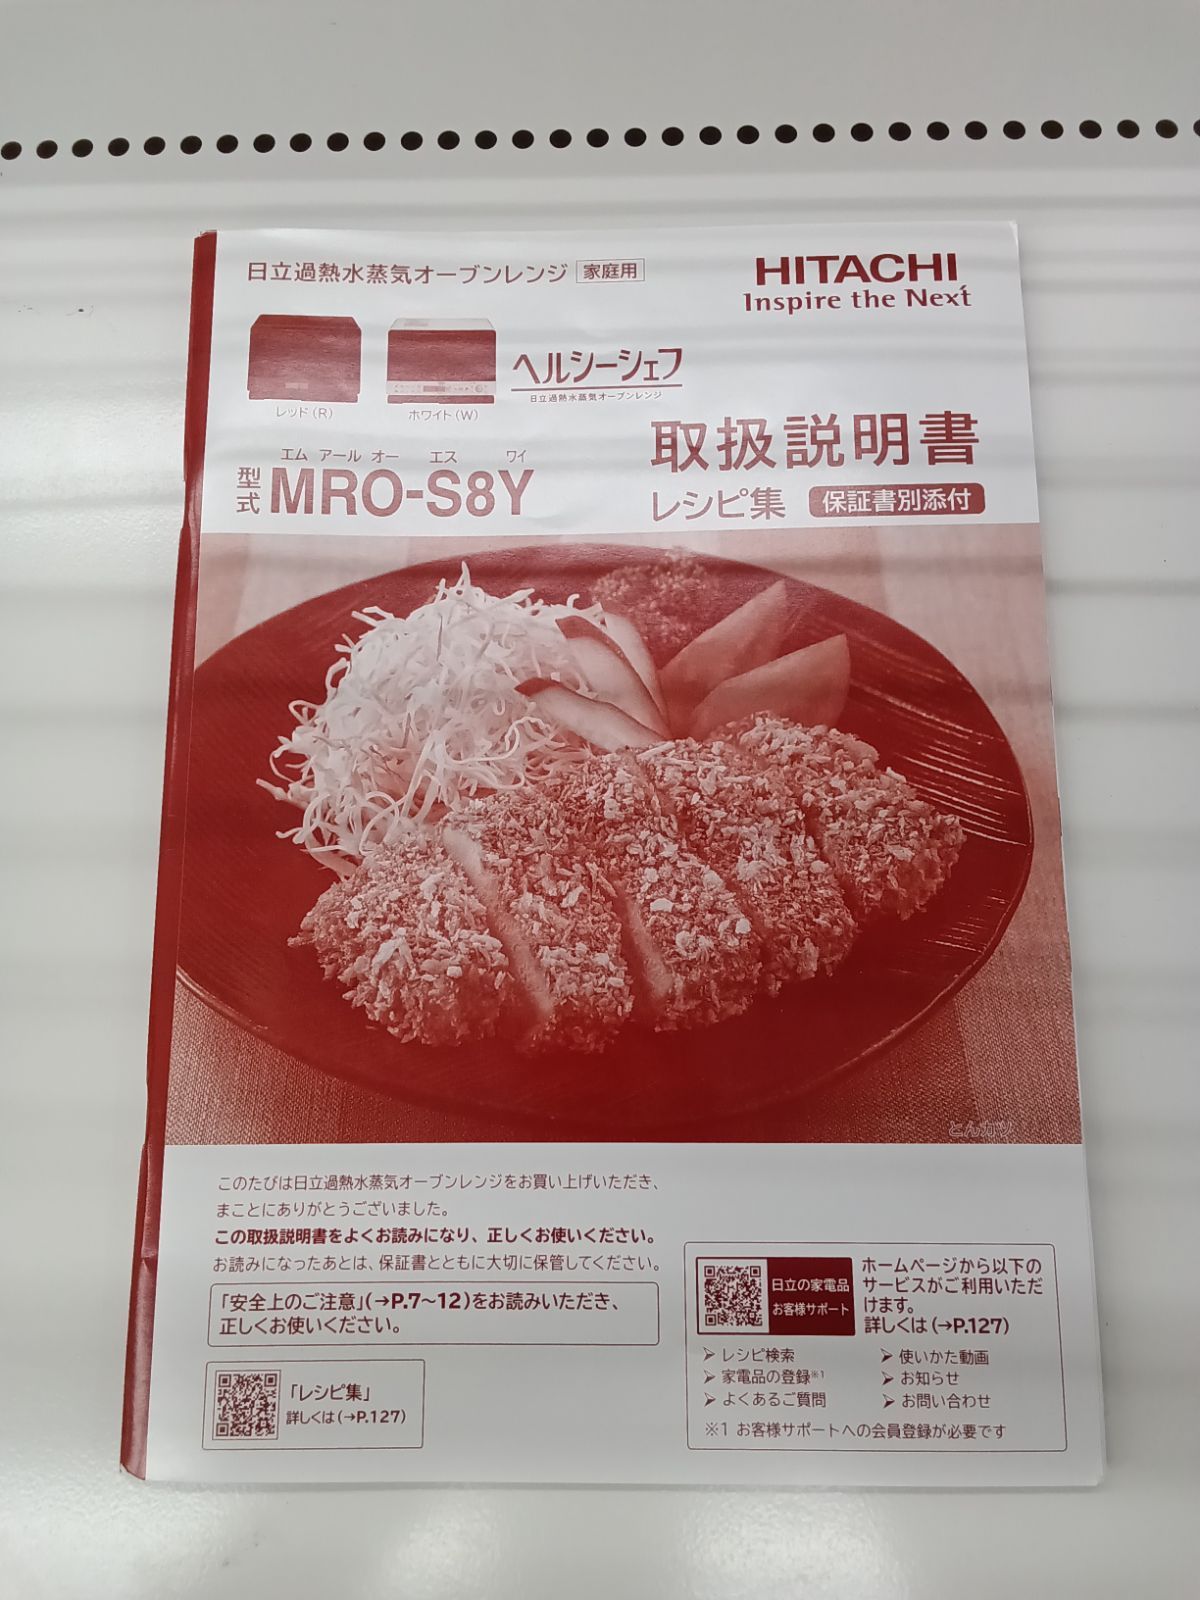 日立過熱水蒸気オーブンレンジ 家庭用
HITACHI
Inspire the Next
レッド(R)
ホワイト(W)
ヘルシーシェフ
日立過熱水蒸気オーブンレンジ
エム アール オー エス ワイ
型式 MRO-S8Y
取扱説明書
レシピ集 保証書別添付
とんカツ
このたびは日立過熱水蒸気オーブンレンジをお買い上げいただき、
まことにありがとうございました。
この取扱説明書をよくお読みになり、正しくお使いください。
お読みになったあとは、保証書とともに大切に保管してください。
「安全上のご注意」(→P.7～12)をお読みいただき、
正しくお使いください。
「レシピ集」
詳しくは(→P.127)
日立の家電品
お客様サポート
ホームページから以下の
サービスがご利用いただ
けます。
詳しくは(→P.127)
➢ レシピ検索
➢ 家電品の登録※1
➢ よくあるご質問
➢ 使いかた動画
➢ お知らせ
➢ お問い合わせ
※1 お客様サポートへの会員登録が必要です